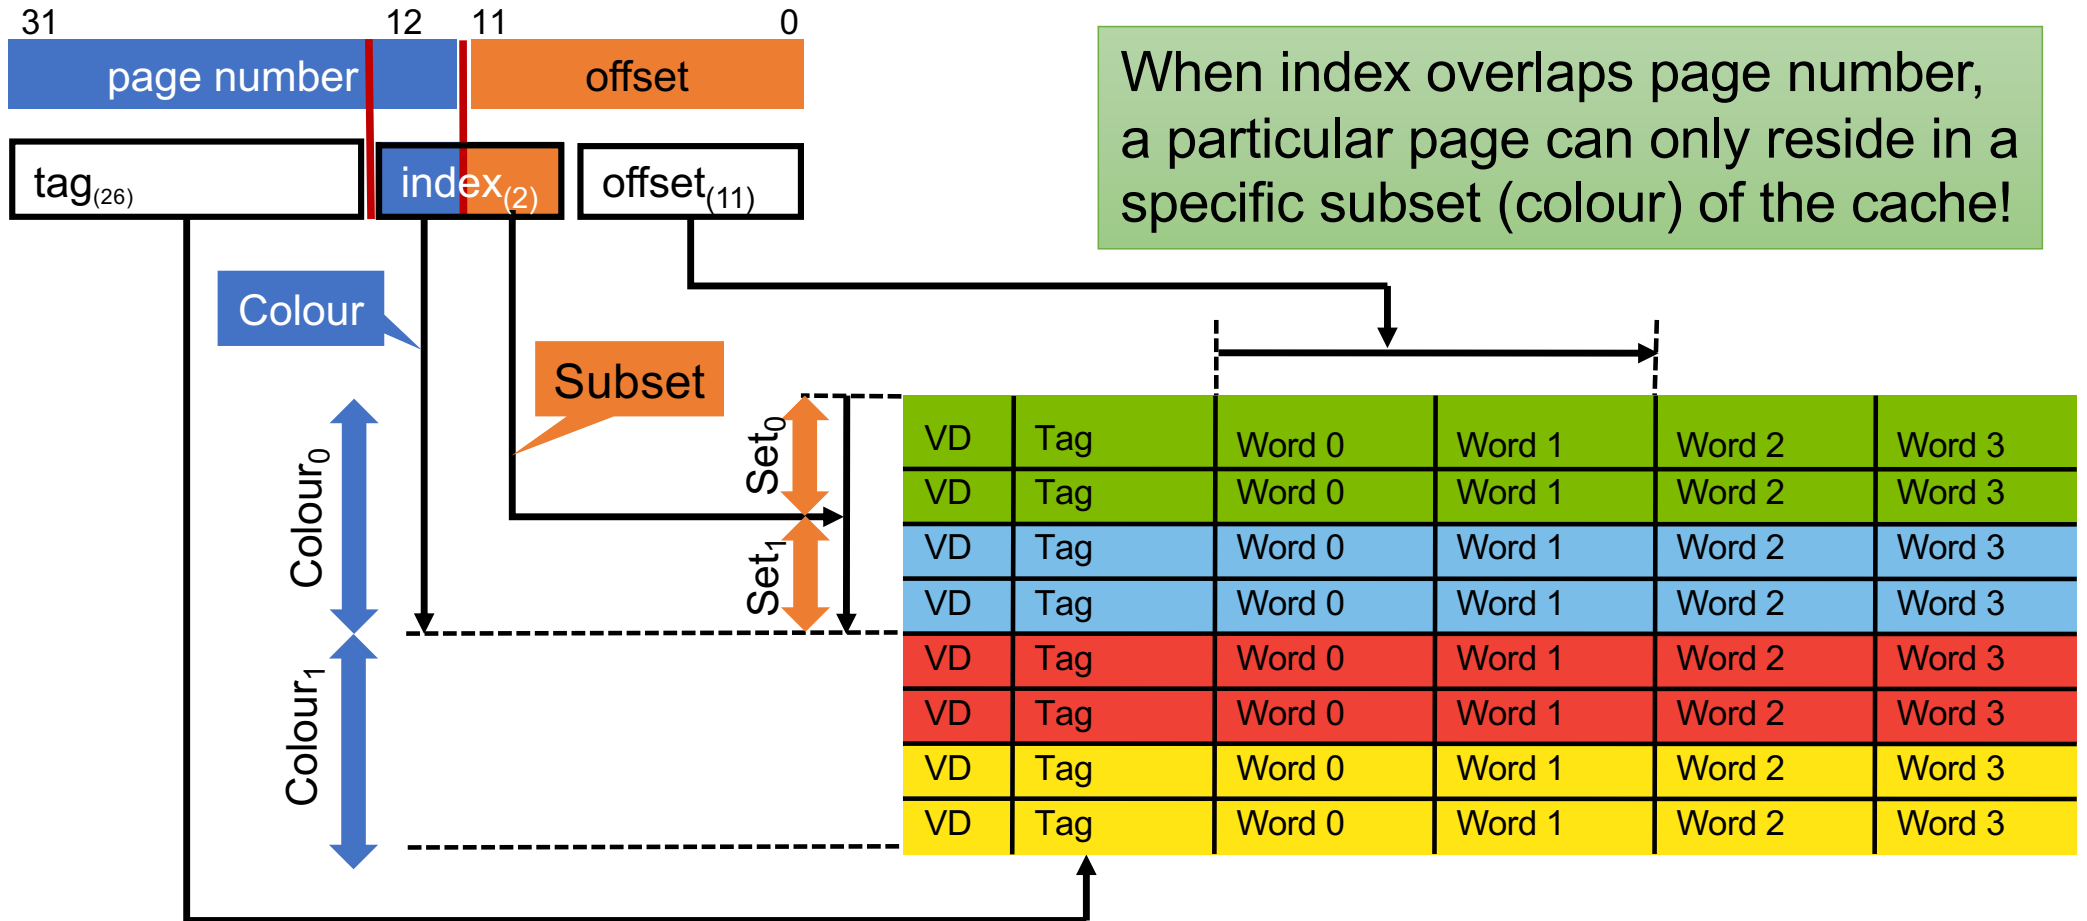 31 12 11 0
page number offset
tag(26) index(2) offset(11)
When index overlaps page number,
a particular page can only reside in a
specific subset (colour) of the cache!
Colour
Subset
Colour0
Colour1
Set0
Set1
VD Tag Word 0 Word 1 Word 2 Word 3
VD Tag Word 0 Word 1 Word 2 Word 3
VD Tag Word 0 Word 1 Word 2 Word 3
VD Tag Word 0 Word 1 Word 2 Word 3
VD Tag Word 0 Word 1 Word 2 Word 3
VD Tag Word 0 Word 1 Word 2 Word 3
VD Tag Word 0 Word 1 Word 2 Word 3
VD Tag Word 0 Word 1 Word 2 Word 3